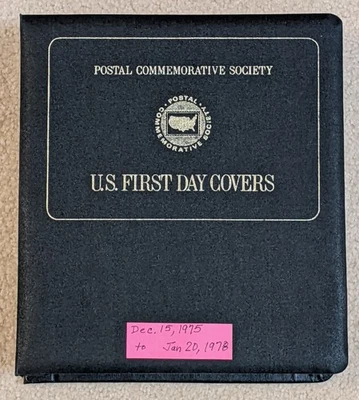 POSTAL COMMEMORATIVE SOCIETY
· POSTAL ·
COMMEMORATIVE SOCIETY
U.S. FIRST DAY COVERS
Dec. 15, 1975
to Jan 20, 1978